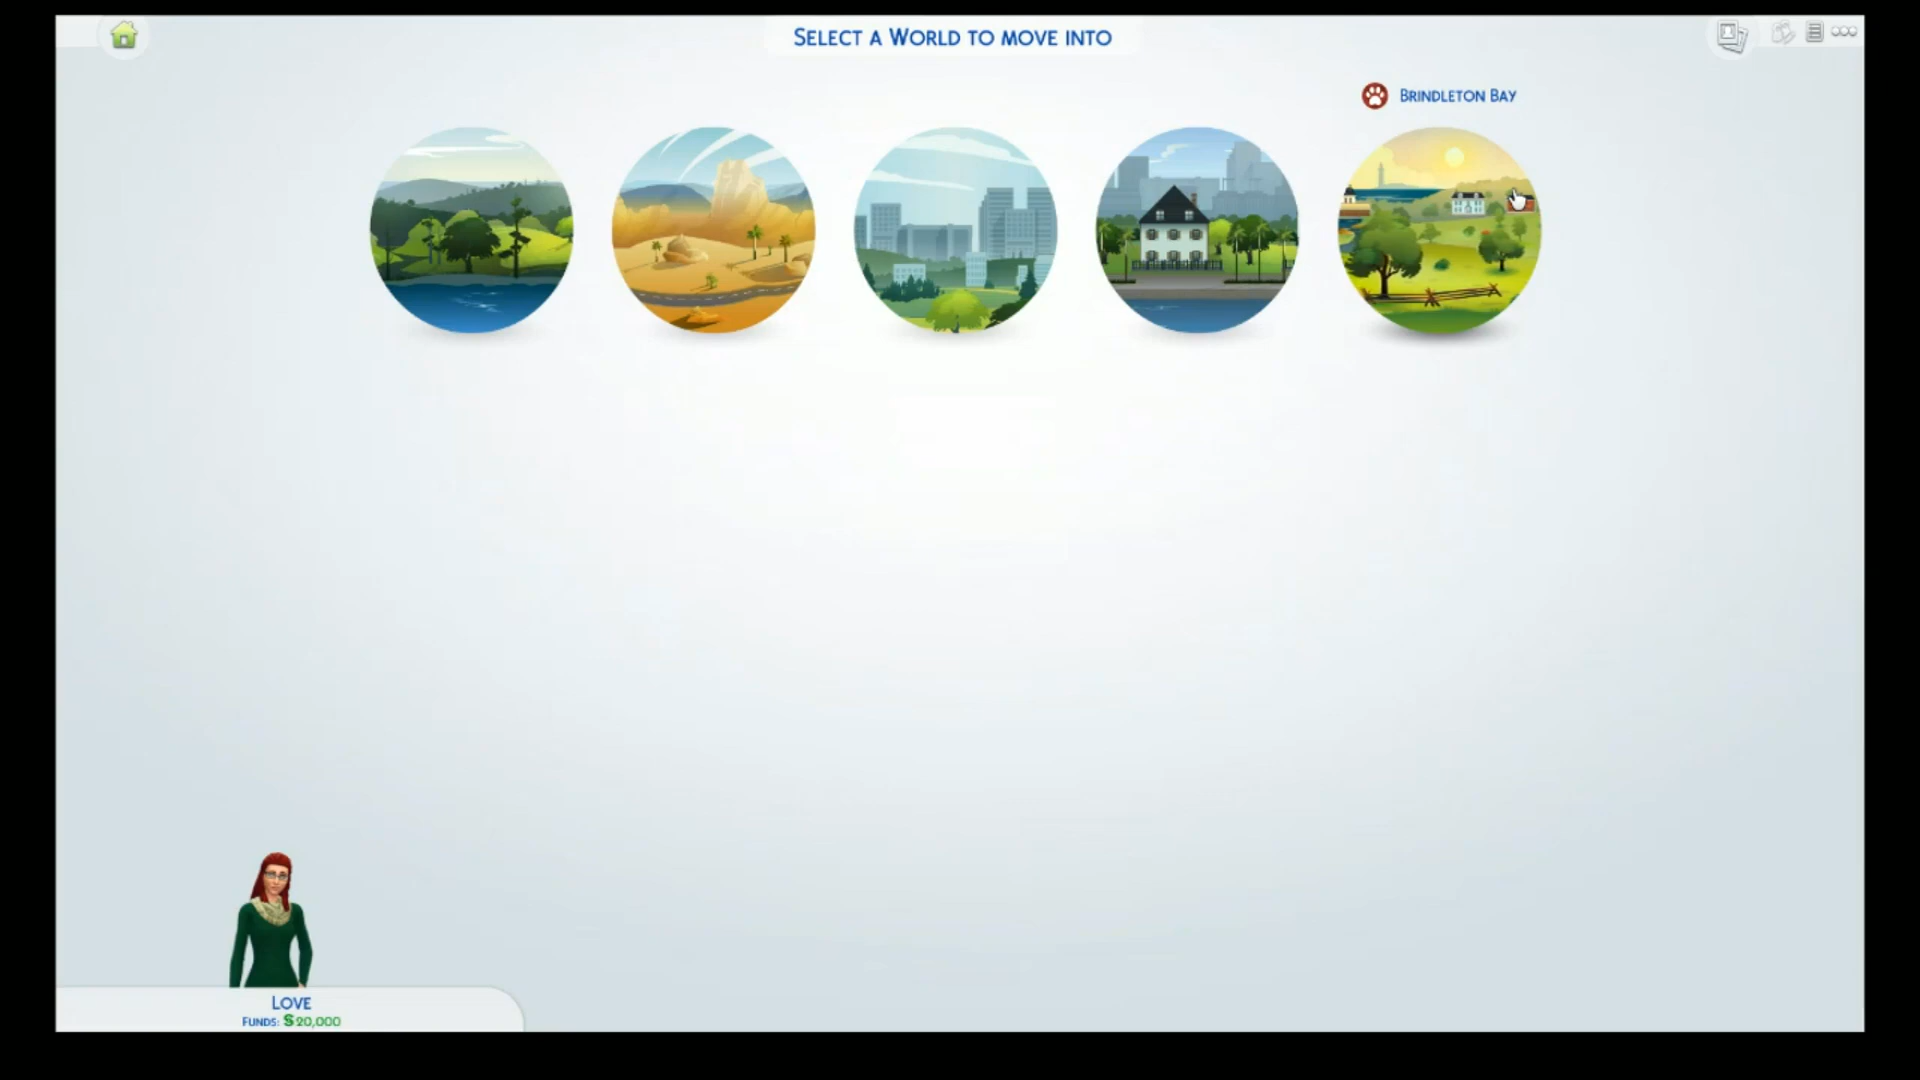 SELECT A WORLD TO MOVE INTO
BRINDLETON BAY
LOVE
FUNDS: §20,000